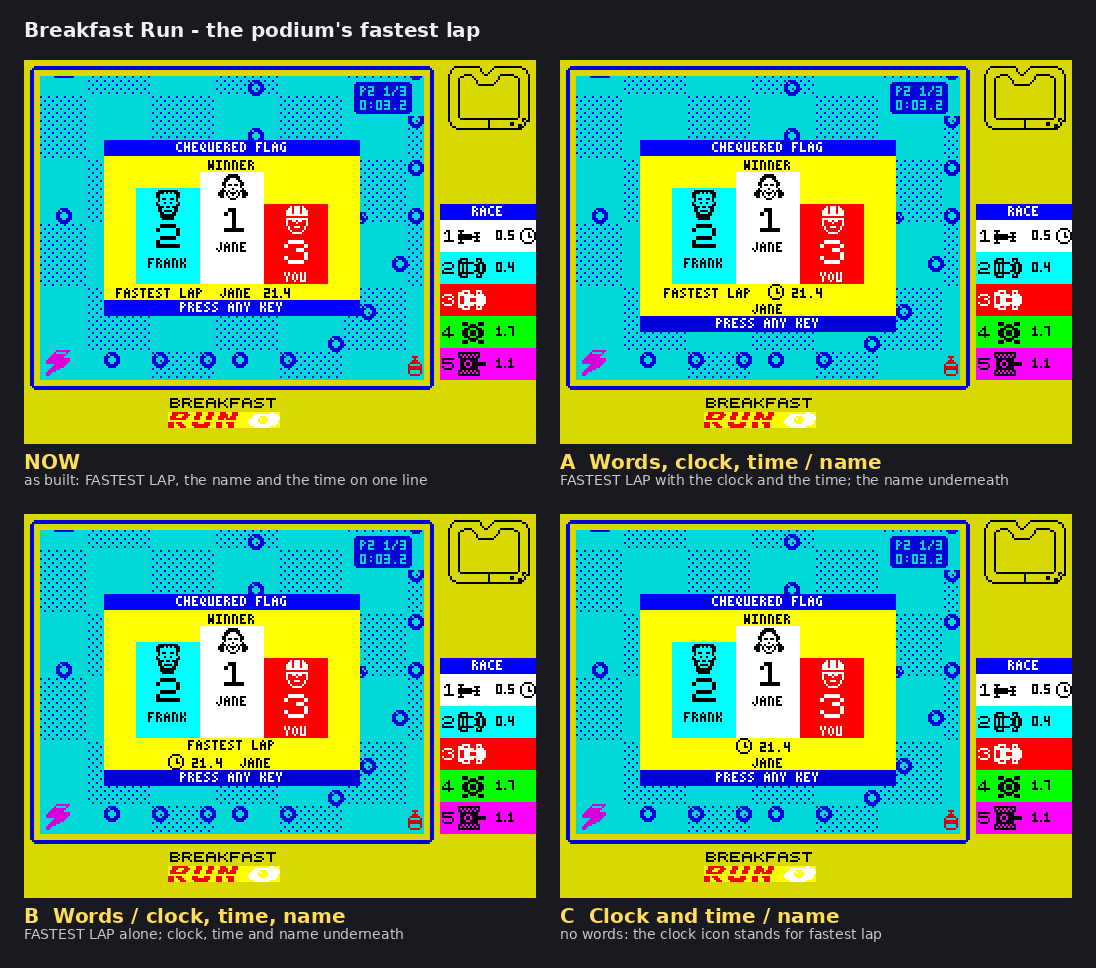 Breakfast Run - the podium's fastest lap
P2 1/3
0:03.2
CHEQUERED FLAG
WINNER
1
JANE
2
FRANK
3
YOU
FASTEST LAP JANE 21.4
PRESS ANY KEY
RACE
1 0.5
2 0.4
3
4 1.7
5 1.1
BREAKFAST
RUN
NOW
as built: FASTEST LAP, the name and the time on one line
P2 1/3
0:03.2
CHEQUERED FLAG
WINNER
1
JANE
2
FRANK
3
YOU
FASTEST LAP 21.4
JANE
PRESS ANY KEY
RACE
1 0.5
2 0.4
3
4 1.7
5 1.1
BREAKFAST
RUN
A Words, clock, time / name
FASTEST LAP with the clock and the time; the name underneath
P2 1/3
0:03.2
CHEQUERED FLAG
WINNER
1
JANE
2
FRANK
3
YOU
FASTEST LAP
21.4 JANE
PRESS ANY KEY
RACE
1 0.5
2 0.4
3
4 1.7
5 1.1
BREAKFAST
RUN
B Words / clock, time, name
FASTEST LAP alone; clock, time and name underneath
P2 1/3
0:03.2
CHEQUERED FLAG
WINNER
1
JANE
2
FRANK
3
YOU
21.4
JANE
PRESS ANY KEY
RACE
1 0.5
2 0.4
3
4 1.7
5 1.1
BREAKFAST
RUN
C Clock and time / name
no words: the clock icon stands for fastest lap